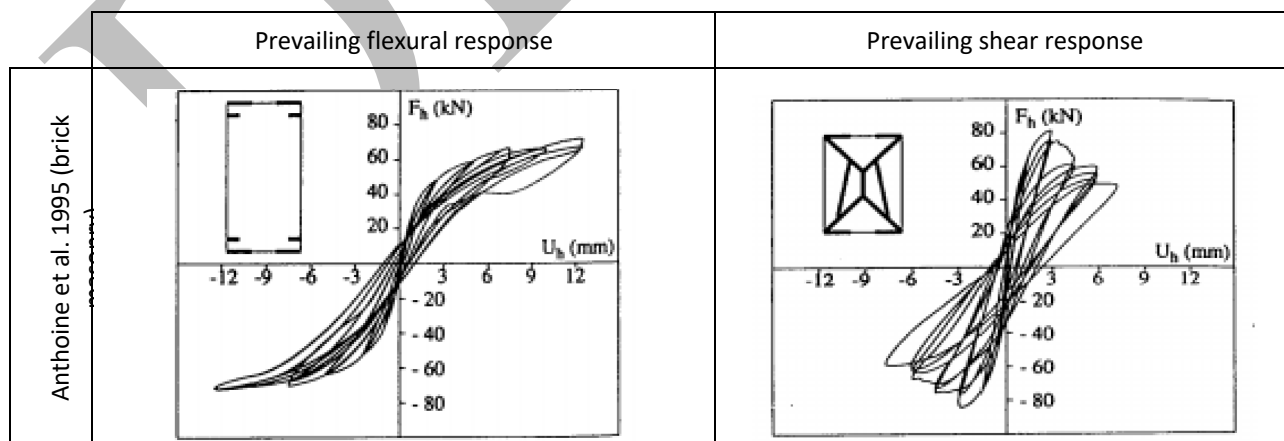 Prevailing flexural response
Prevailing shear response
Anthoine et al. 1995 (brick
masonry)
F_h (kN)
80
60
40
20
U_h (mm)
-12 -9 -6 -3 3 6 9 12
- 20
- 40
- 60
- 80
F_h (kN)
80
60
40
20
U_h (mm)
-12 -9 -6 -3 3 6 9 12
- 20
- 40
- 60
- 80